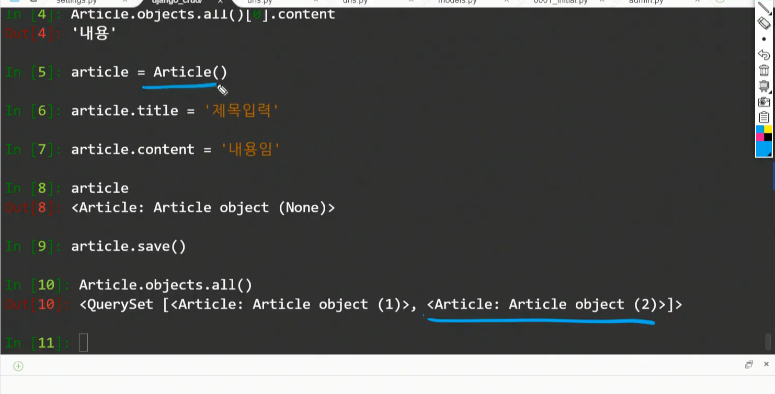 settings.py django_crud/ urls.py urls.py models.py 0001_initial.py admin.py
In [4]: Article.objects.all()[0].content
Out[4]: '내용'
In [5]: article = Article()
In [6]: article.title = '제목입력'
In [7]: article.content = '내용임'
In [8]: article
Out[8]: <Article: Article object (None)>
In [9]: article.save()
In [10]: Article.objects.all()
Out[10]: <QuerySet [<Article: Article object (1)>, <Article: Article object (2)>]>
In [11]: